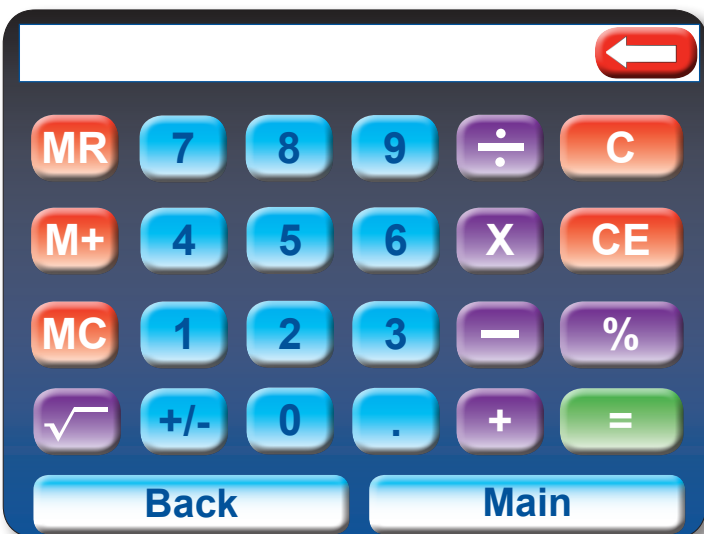 MR 7 8 9 ÷ C
M+ 4 5 6 X CE
MC 1 2 3 − %
√ +/- 0 . + =
Back Main